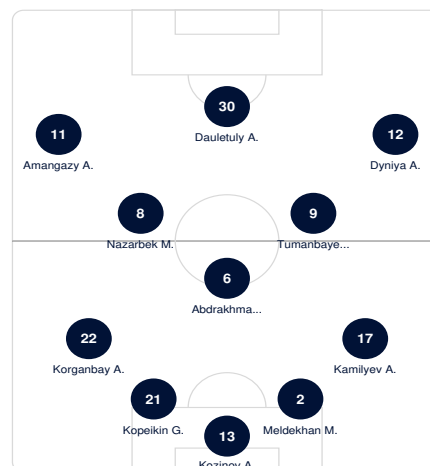 30
Dauletuly A.
11
Amangazy A.
12
Dyniya A.
8
Nazarbek M.
9
Tumanbaye...
6
Abdrakhma...
22
Korganbay A.
17
Kamilyev A.
21
Kopeikin G.
2
Meldekhan M.
13
Kozinov A.